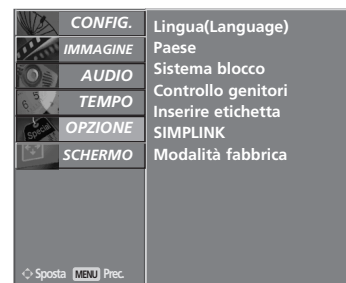 CONFIG.
IMMAGINE
AUDIO
TEMPO
OPZIONE
SCHERMO
Lingua(Language)
Paese
Sistema blocco
Controllo genitori
Inserire etichetta
SIMPLINK
Modalità fabbrica
Sposta MENU Prec.